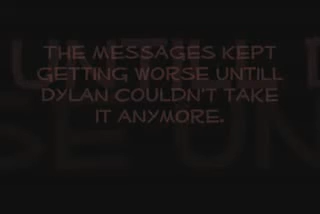 THE MESSAGES KEPT
GETTING WORSE UNTILL
DYLAN COULDN'T TAKE
IT ANYMORE.